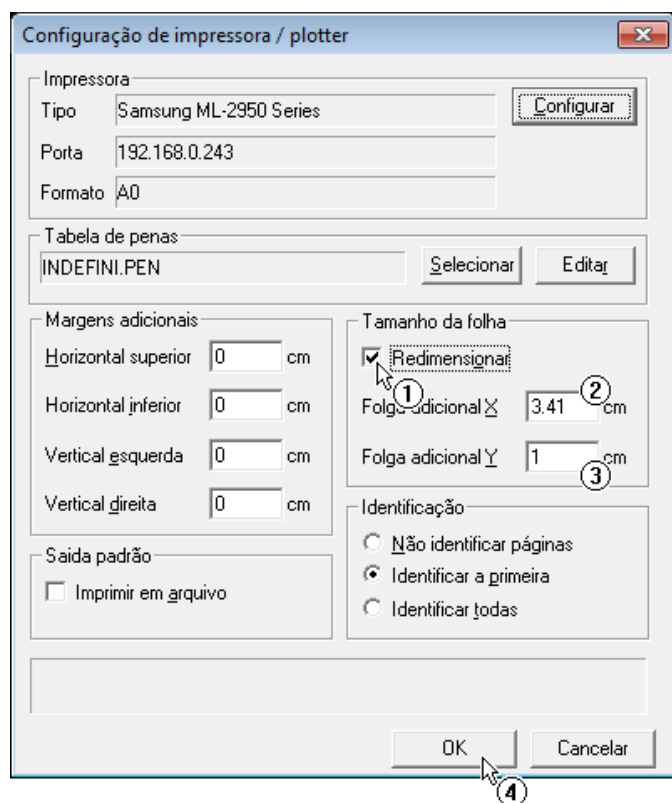 Configuração de impressora / plotter
Impressora
Tipo Samsung ML-2950 Series Configurar
Porta 192.168.0.243
Formato A0
Tabela de penas
INDEFINI.PEN Selecionar Editar
Margens adicionais
Horizontal superior 0 cm
Horizontal inferior 0 cm
Vertical esquerda 0 cm
Vertical direita 0 cm
Tamanho da folha
Redimensionar
1
Folga adicional X 3.41 cm
2
Folga adicional Y 1 cm
3
Saida padrão
Imprimir em arquivo
Identificação
Não identificar páginas
Identificar a primeira
Identificar todas
OK Cancelar
4